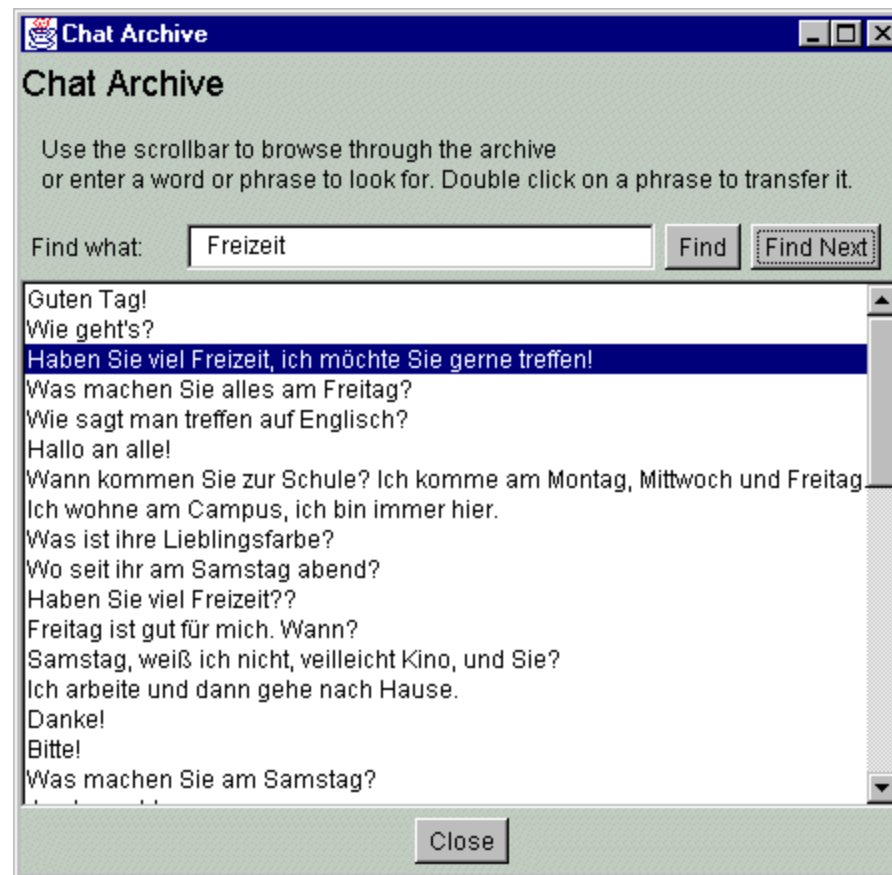 Chat Archive
Chat Archive
Use the scrollbar to browse through the archive
or enter a word or phrase to look for. Double click on a phrase to transfer it.
Find what: Freizeit Find Find Next
Guten Tag!
Wie geht's?
Haben Sie viel Freizeit, ich möchte Sie gerne treffen!
Was machen Sie alles am Freitag?
Wie sagt man treffen auf Englisch?
Hallo an alle!
Wann kommen Sie zur Schule? Ich komme am Montag, Mittwoch und Freitag
Ich wohne am Campus, ich bin immer hier.
Was ist ihre Lieblingsfarbe?
Wo seit ihr am Samstag abend?
Haben Sie viel Freizeit??
Freitag ist gut für mich. Wann?
Samstag, weiß ich nicht, veilleicht Kino, und Sie?
Ich arbeite und dann gehe nach Hause.
Danke!
Bitte!
Was machen Sie am Samstag?
Close